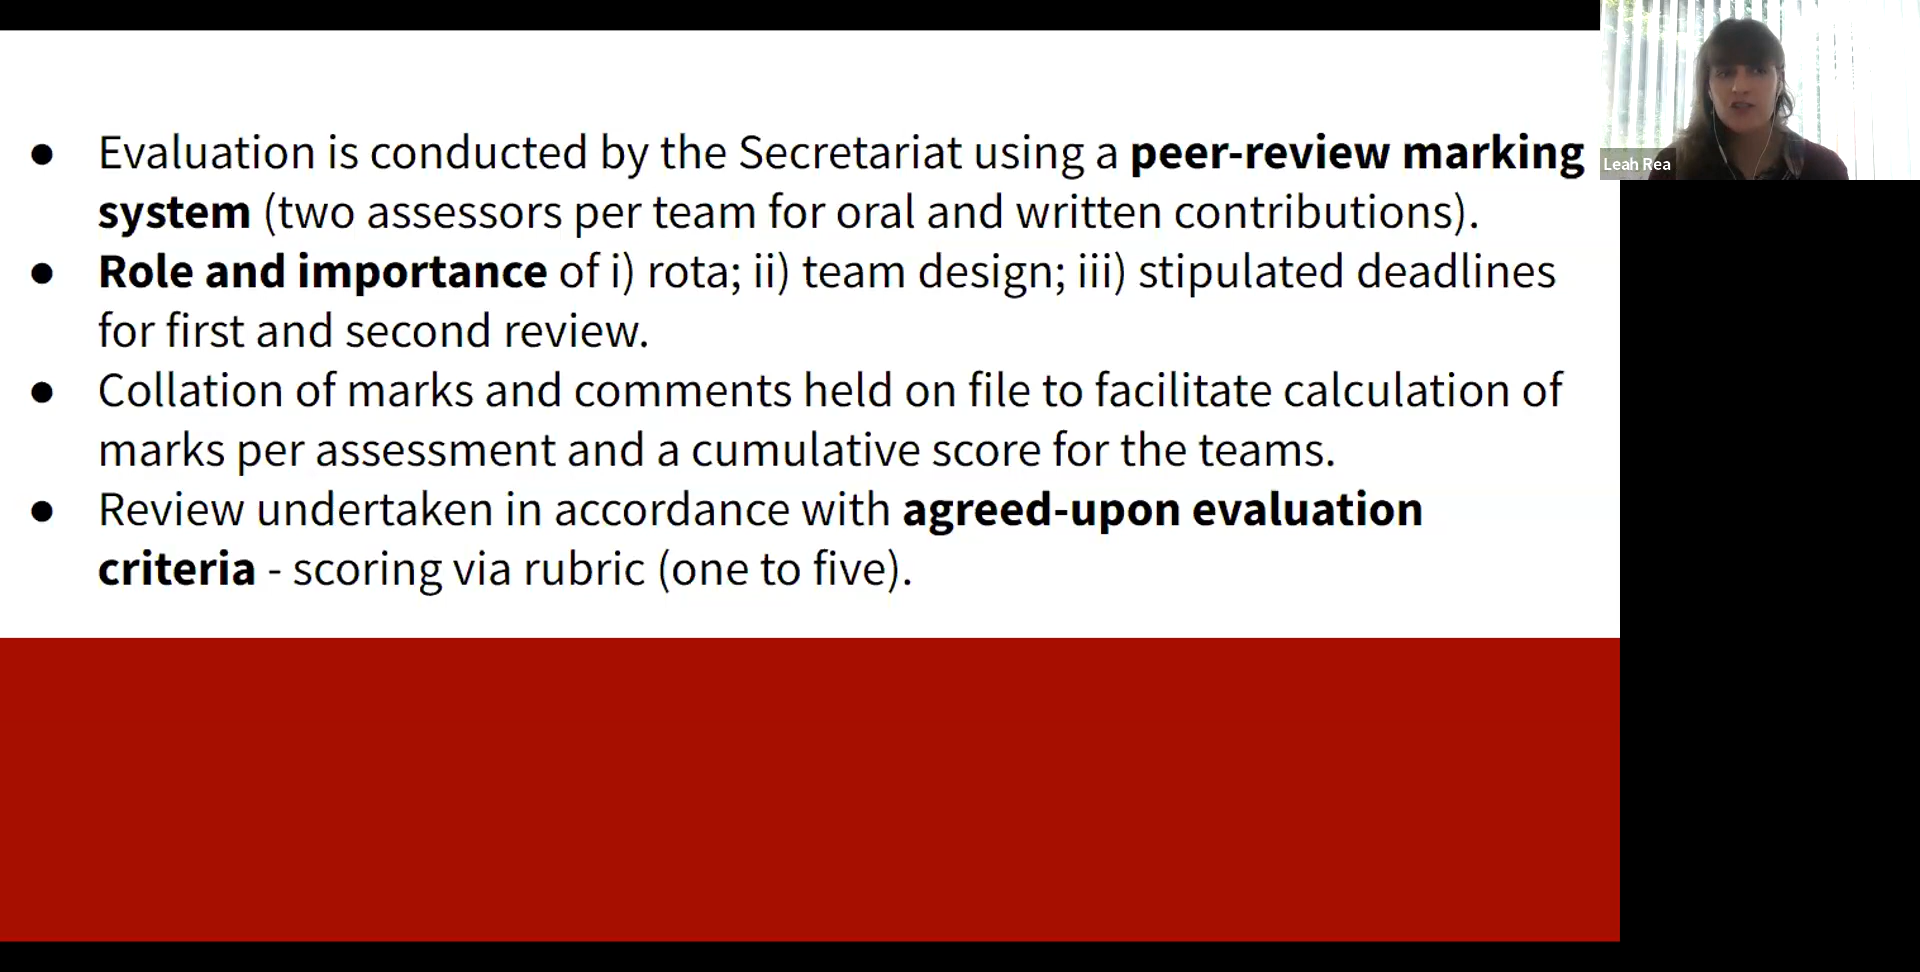 ● Evaluation is conducted by the Secretariat using a peer-review marking
system (two assessors per team for oral and written contributions).
● Role and importance of i) rota; ii) team design; iii) stipulated deadlines
for first and second review.
● Collation of marks and comments held on file to facilitate calculation of
marks per assessment and a cumulative score for the teams.
● Review undertaken in accordance with agreed-upon evaluation
criteria - scoring via rubric (one to five).
Leah Rea